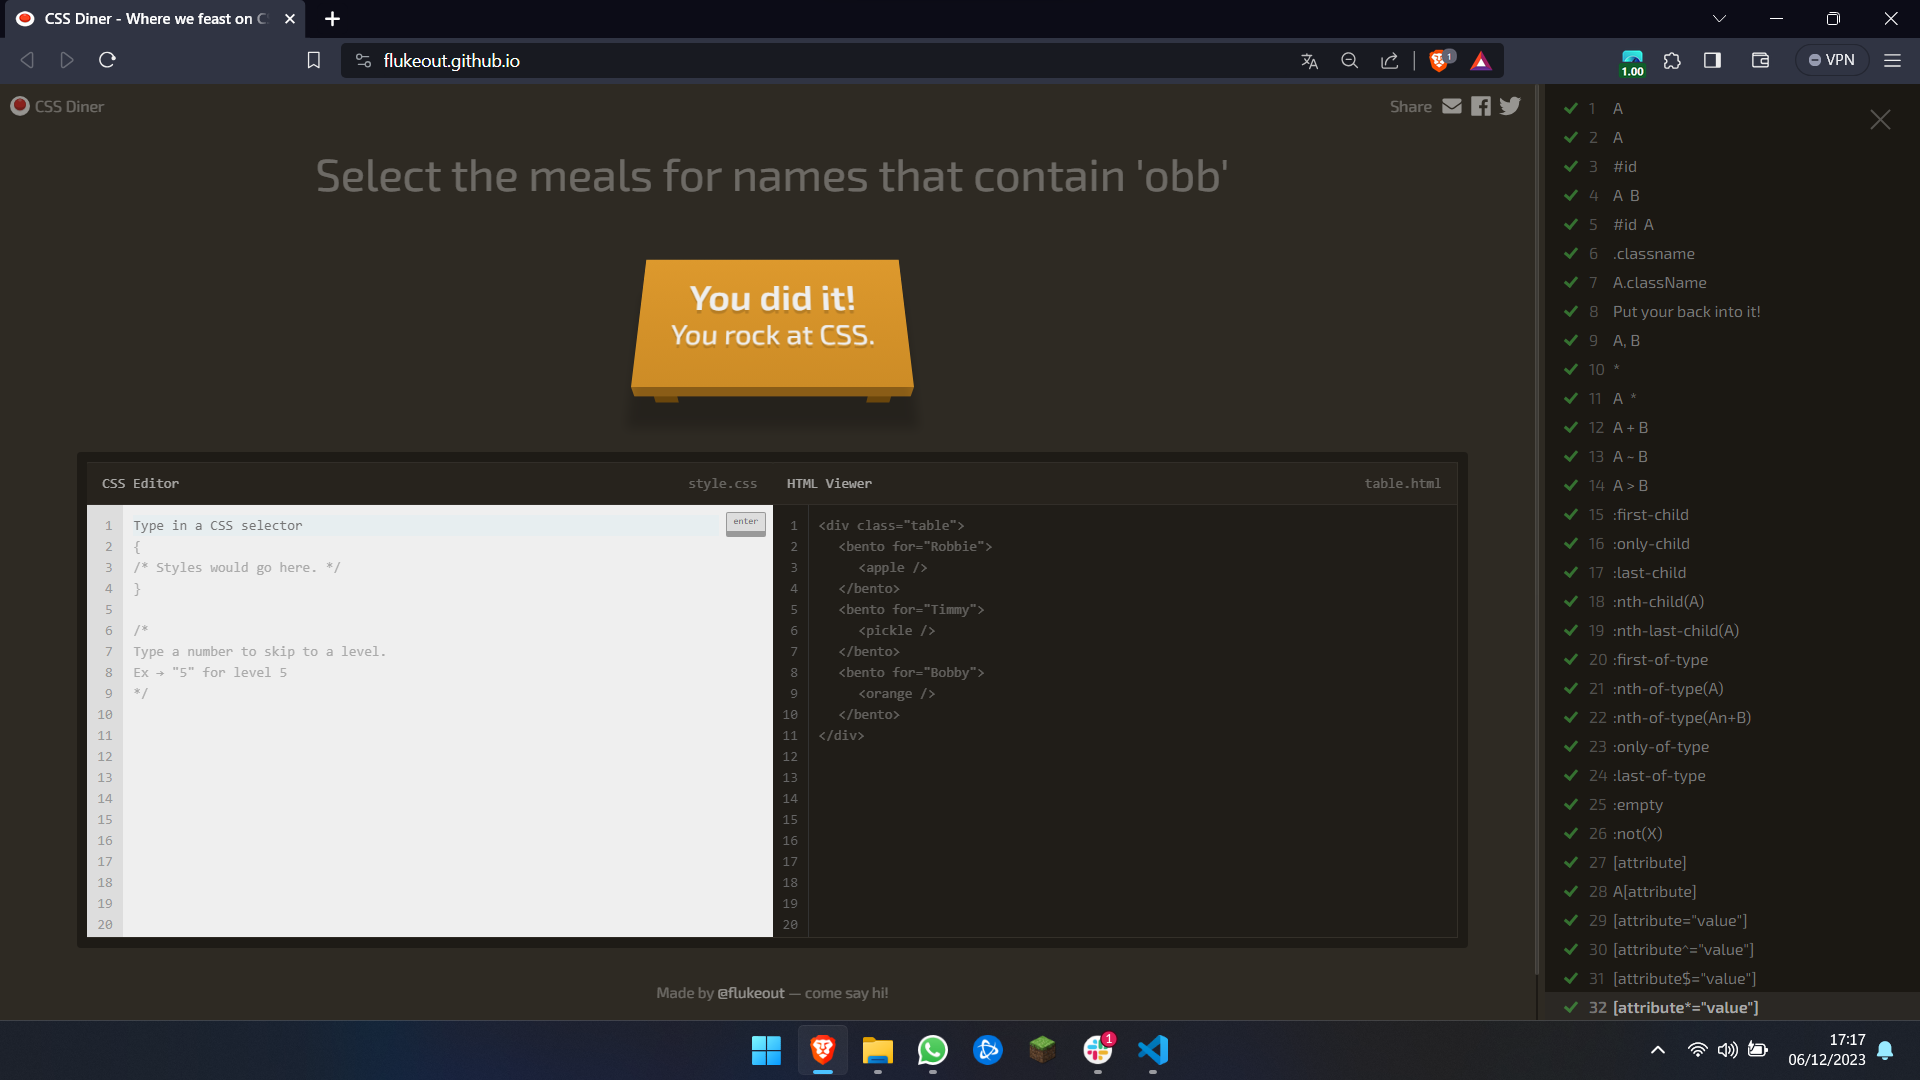 CSS Diner - Where we feast on C
flukeout.github.io
1
1.00
VPN
CSS Diner
Share
Select the meals for names that contain 'obb'
You did it!
You rock at CSS.
CSS Editor
style.css
1 Type in a CSS selector
enter
2 {
3 /* Styles would go here. */
4 }
5
6 /*
7 Type a number to skip to a level.
8 Ex → "5" for level 5
9 */
10
11
12
13
14
15
16
17
18
19
20
HTML Viewer
table.html
1 <div class="table">
2 <bento for="Robbie">
3 <apple />
4 </bento>
5 <bento for="Timmy">
6 <pickle />
7 </bento>
8 <bento for="Bobby">
9 <orange />
10 </bento>
11 </div>
12
13
14
15
16
17
18
19
20
Made by @flukeout — come say hi!
1 A
2 A
3 #id
4 A B
5 #id A
6 .classname
7 A.className
8 Put your back into it!
9 A, B
10 *
11 A *
12 A + B
13 A ~ B
14 A > B
15 :first-child
16 :only-child
17 :last-child
18 :nth-child(A)
19 :nth-last-child(A)
20 :first-of-type
21 :nth-of-type(A)
22 :nth-of-type(An+B)
23 :only-of-type
24 :last-of-type
25 :empty
26 :not(X)
27 [attribute]
28 A[attribute]
29 [attribute="value"]
30 [attribute^="value"]
31 [attribute$="value"]
32 [attribute*="value"]
1
17:17
06/12/2023